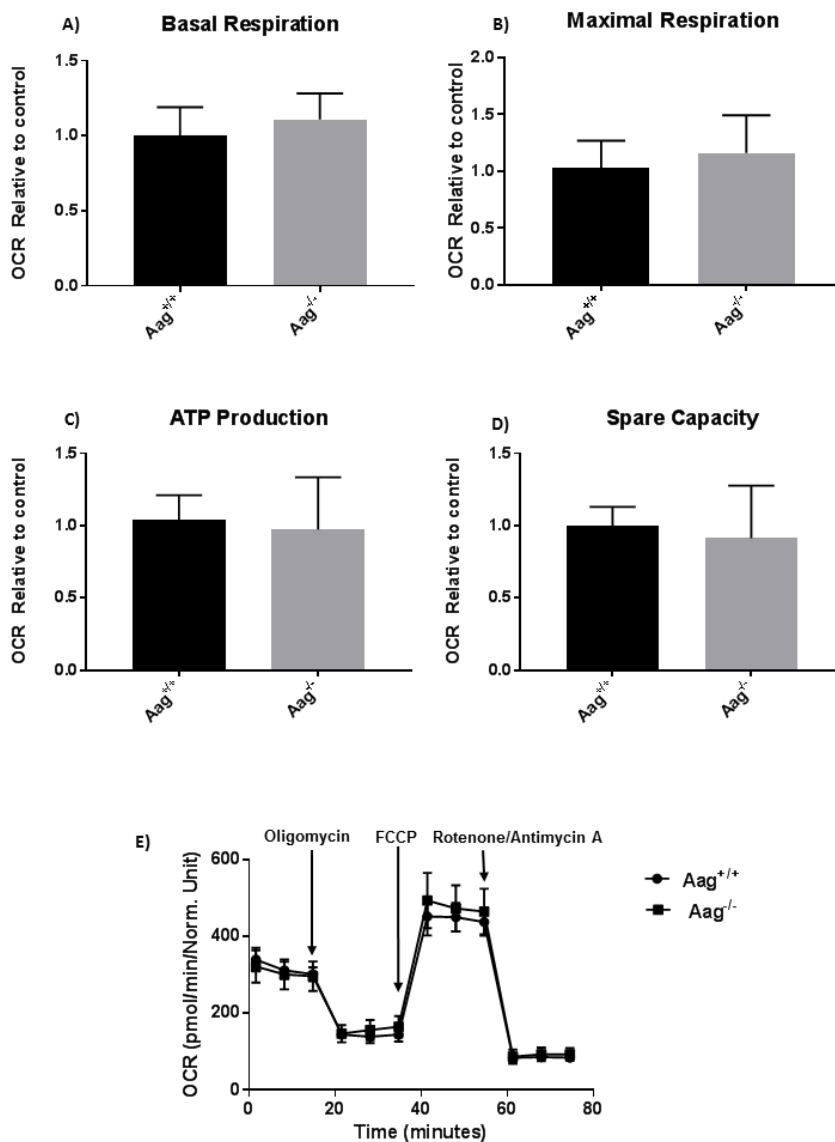 A) Basal Respiration
OCR Relative to control
1.5
1.0
0.5
0.0
Aag+/+
Aag-/-
B) Maximal Respiration
OCR Relative to control
2.0
1.5
1.0
0.5
0.0
Aag+/+
Aag-/-
C) ATP Production
OCR Relative to control
1.5
1.0
0.5
0.0
Aag+/+
Aag-/-
D) Spare Capacity
OCR Relative to control
1.5
1.0
0.5
0.0
Aag+/+
Aag-/-
E)
Oligomycin FCCP Rotenone/Antimycin A
OCR (pmol/min/Norm. Unit)
600
400
200
0
0 20 40 60 80
Time (minutes)
Aag+/+
Aag-/-